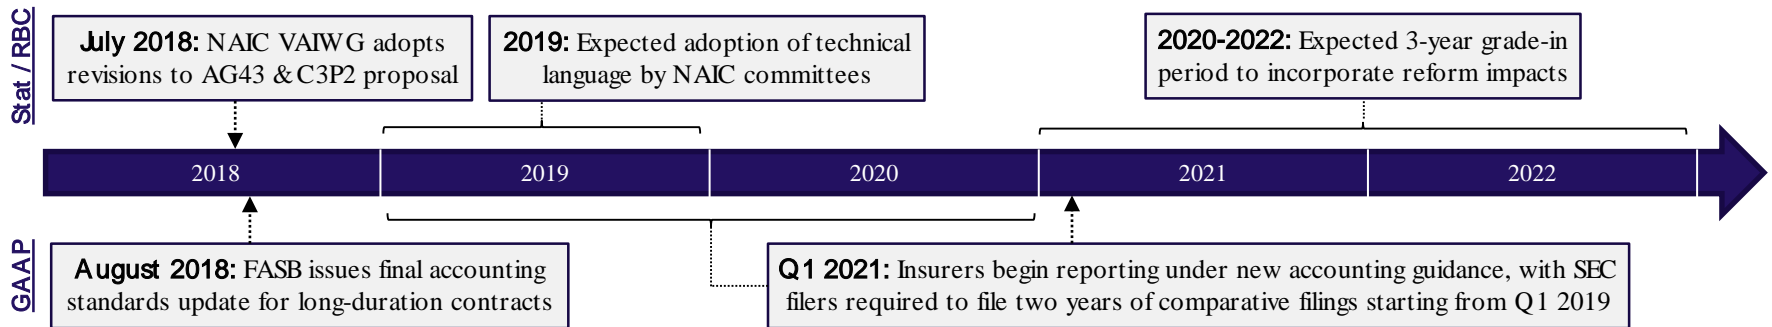 Stat / RBC
July 2018: NAIC VAIWG adopts
revisions to AG43 & C3P2 proposal
2019: Expected adoption of technical
language by NAIC committees
2020-2022: Expected 3-year grade-in
period to incorporate reform impacts
2018
2019
2020
2021
2022
GAAP
August 2018: FASB issues final accounting
standards update for long-duration contracts
Q1 2021: Insurers begin reporting under new accounting guidance, with SEC
filers required to file two years of comparative filings starting from Q1 2019